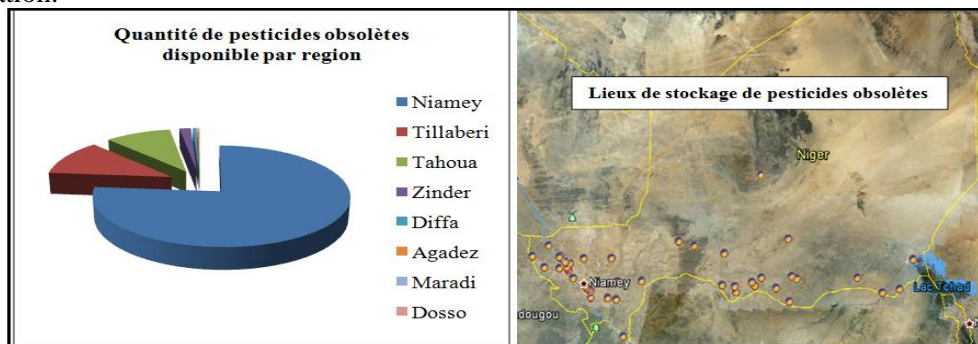 ation.
Quantité de pesticides obsolètes
disponible par region
Niamey
Tillaberi
Tahoua
Zinder
Diffa
Agadez
Maradi
Dosso
Lieux de stockage de pesticides obsolètes
Niger
Niamey
Lac Tchad
dougou